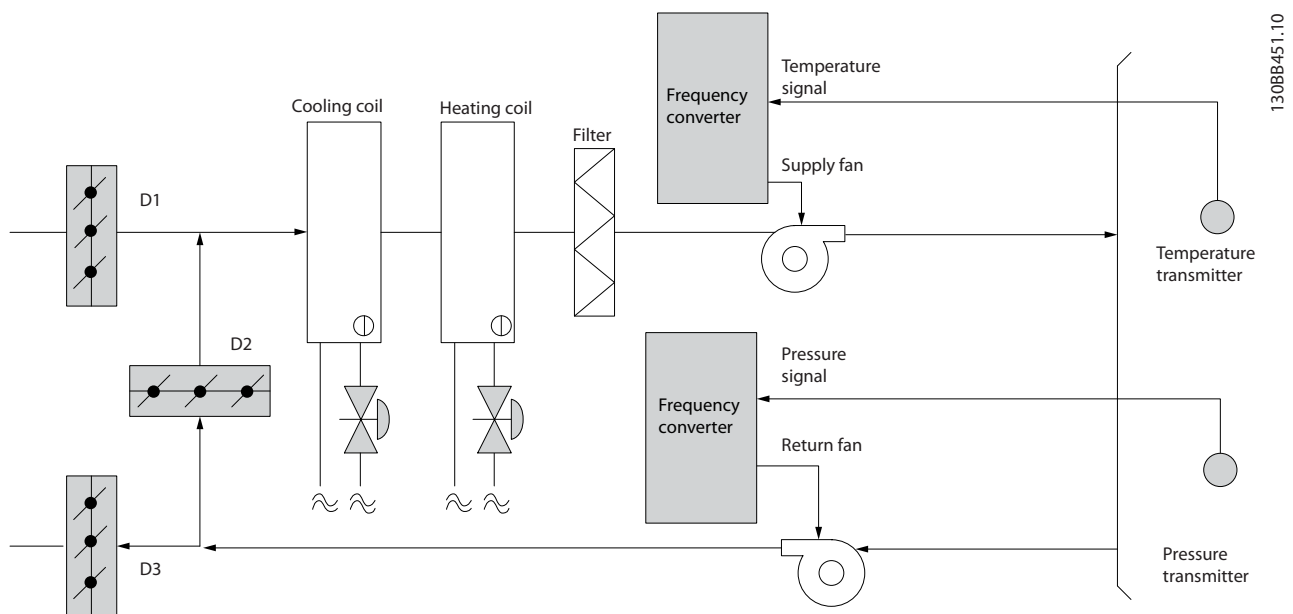 130BB451.10
Temperature
signal
Frequency
converter
Cooling coil
Heating coil
Filter
Supply fan
D1
Temperature
transmitter
Pressure
signal
D2
Frequency
converter
Return fan
D3
Pressure
transmitter